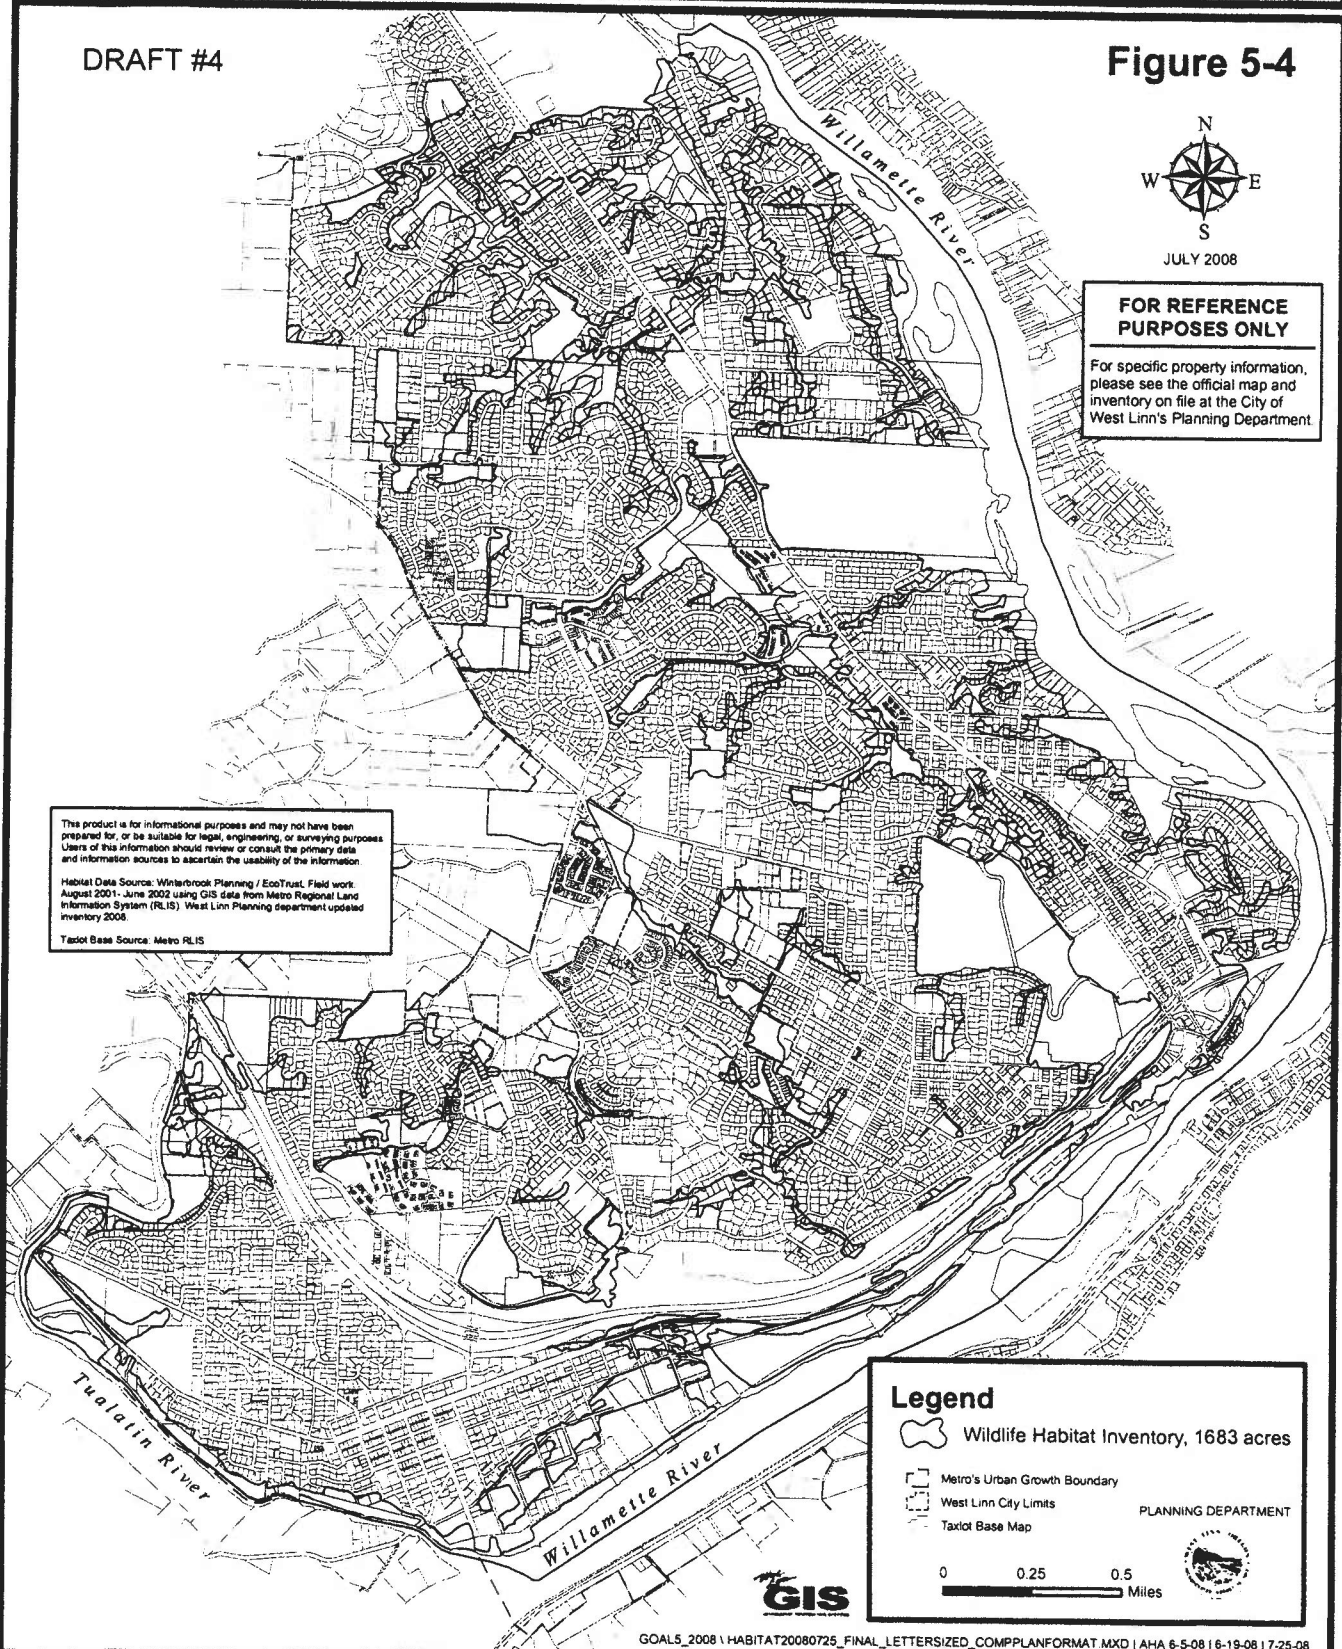 DRAFT #4
Figure 5-4
N
W E
S
JULY 2008
FOR REFERENCE
PURPOSES ONLY
For specific property information,
please see the official map and
inventory on file at the City of
West Linn's Planning Department.
Willamette River
This product is for informational purposes and may not have been
prepared for, or be suitable for legal, engineering, or surveying purposes
Users of this information should review or consult the primary data
and information sources to ascertain the usability of the information.
Habitat Data Source: Winterbrook Planning / EcoTrust, Field work.
August 2001- June 2002 using GIS data from Metro Regional Land
Information System (RLIS) West Linn Planning department updated
inventory 2008.
Taxlot Base Source: Metro RLIS
Tualatin River
Willamette River
Legend
Wildlife Habitat Inventory, 1683 acres
Metro's Urban Growth Boundary
West Linn City Limits
Taxlot Base Map
PLANNING DEPARTMENT
0 0.25 0.5
Miles
GIS
GOAL5_2008 \ HABITAT20080725_FINAL_LETTERSIZED_COMPPLANFORMAT.MXD | AHA 6-5-08 | 6-19-08 | 7-25-08